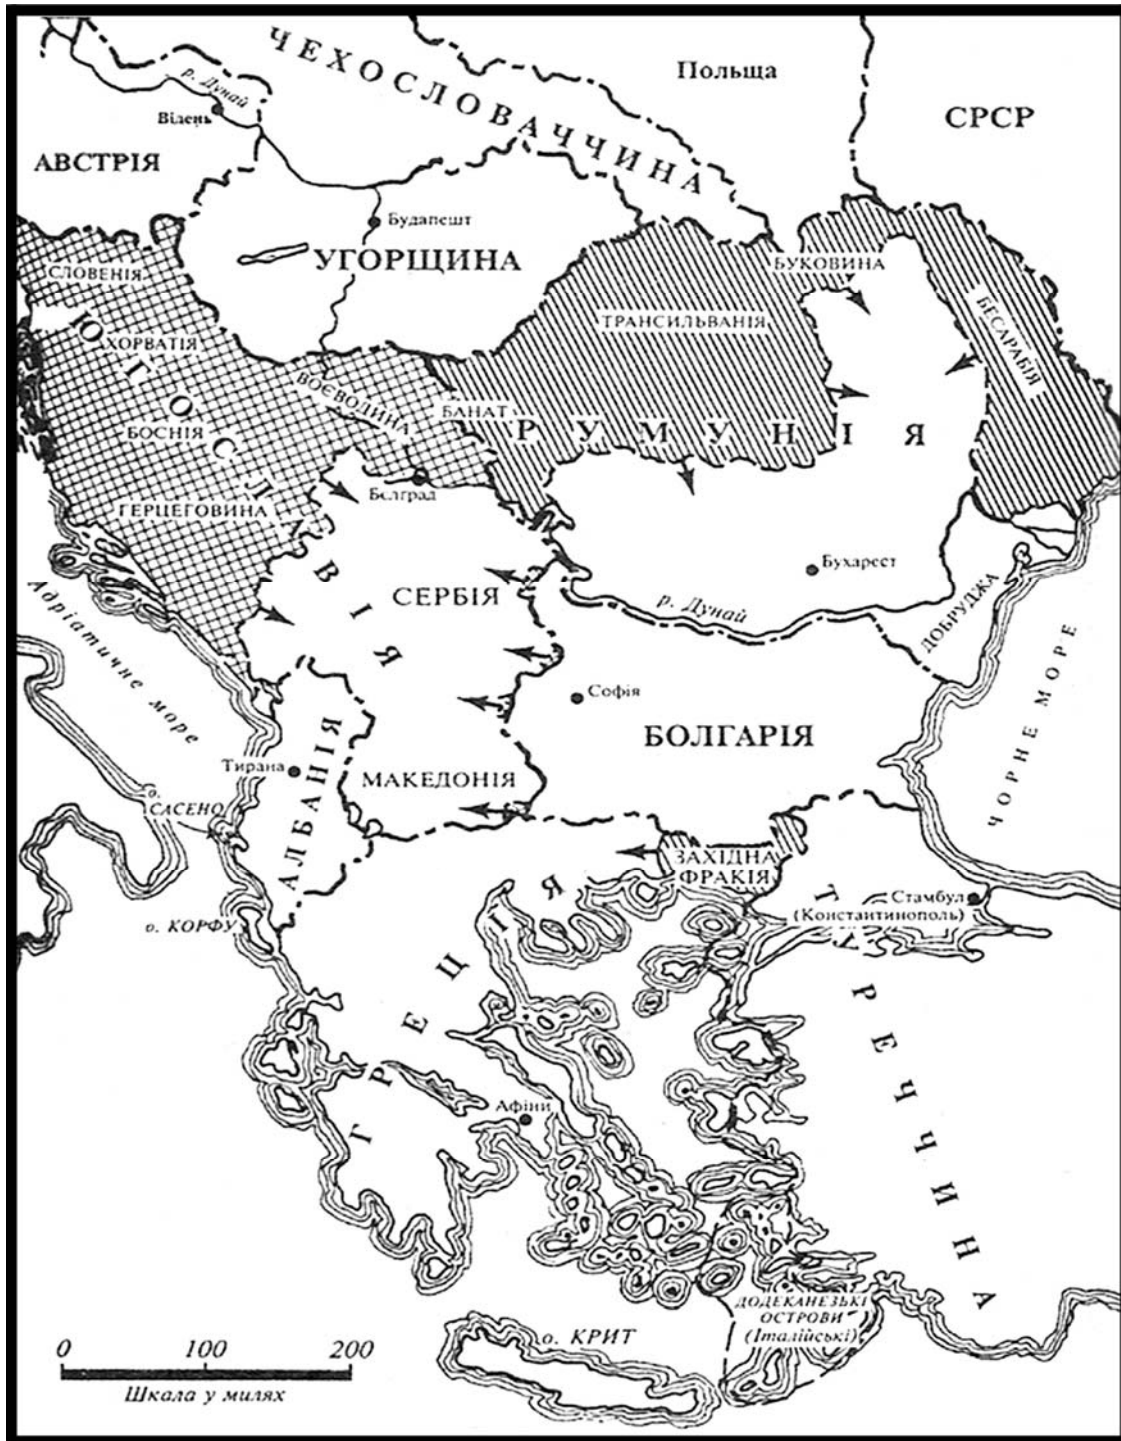 ЧЕХОСЛОВАЧЧИНА
Польща
СРСР
р. Дунай
Відень
АВСТРІЯ
Будапешт
УГОРЩИНА
СЛОВЕНІЯ
БУКОВИНА
ТРАНСИЛЬВАНІЯ
БЕСАРАБІЯ
ЮГОСЛАВІЯ
ХОРВАТІЯ
ВОЄВОДИНА
БАНАТ
РУМУНІЯ
БОСНІЯ
Бєлград
ГЕРЦЕГОВИНА
Бухарест
СЕРБІЯ
р. Дунай
ДОБРУДЖА
Адріатичне море
Софія
БОЛГАРІЯ
ЧОРНЕ МОРЕ
Тирана
АЛБАНІЯ
МАКЕДОНІЯ
о.
САСЕНО
ЗАХІДНА
ФРАКІЯ
Стамбул
(Константинополь)
о. КОРФУ
ГРЕЦІЯ
ТУРЕЧЧИНА
Афіни
ДОДЕКАНЕЗЬКІ
ОСТРОВИ
(Італійські)
о. КРИТ
0 100 200
Шкала у милях